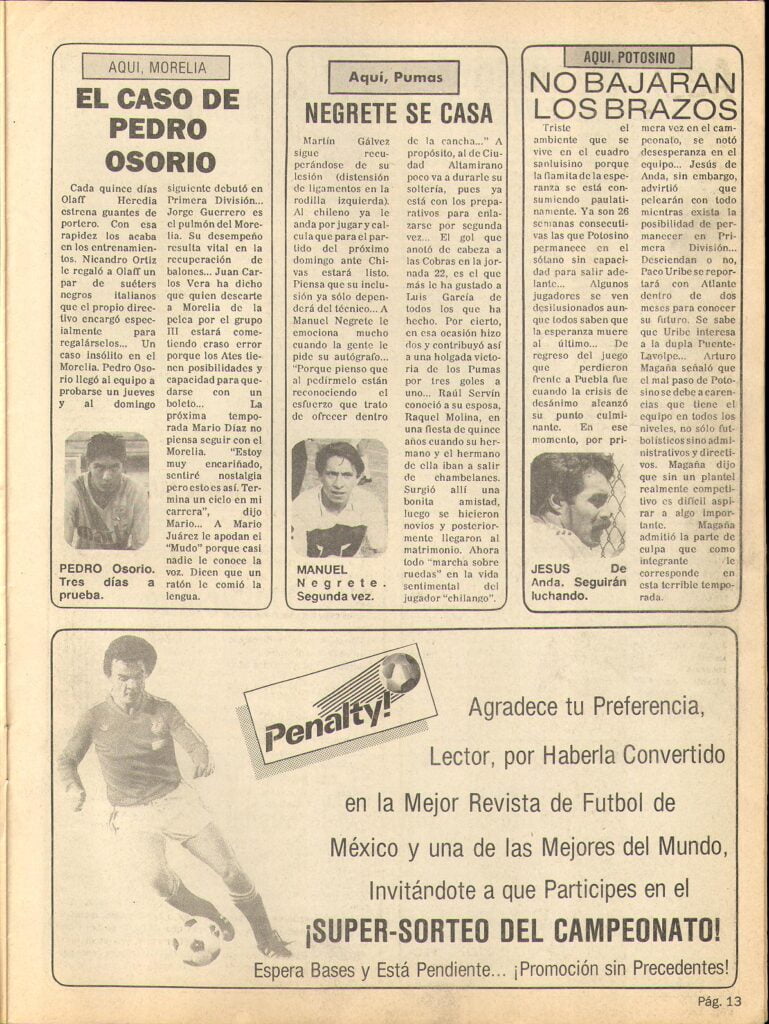 AQUI, MORELIA
EL CASO DE
PEDRO
OSORIO
Cada quince días
Olaff Heredia
estrena guantes de
portero. Con esa
rapidez los acaba
en los entrenamien-
tos. Nicandro Ortiz
le regaló a Olaff un
par de suéters
negros italianos
que el propio direc-
tivo encargó espe-
cialmente para
regalárselos... Un
caso insólito en el
Morelia. Pedro Oso-
rio llegó al equipo a
probarse un jueves
y al domingo
PEDRO Osorio.
Tres días a
prueba.
siguiente debutó en
Primera División...
Jorge Guerrero es
el pulmón del More-
lia. Su desempeño
resulta vital en la
recuperación de
balones... Juan Car-
los Vera ha dicho
que quien descarte
a Morelia de la
pelea por el grupo
III estará come-
tiendo craso error
porque los Ates tie-
nen posibilidades y
capacidad para que-
darse con un
boleto... La
próxima tempo-
rada Mario Díaz no
piensa seguir con el
Morelia. "Estoy
muy encariñado,
sentiré nostalgia
pero esto es así. Ter-
mina un ciclo en mi
carrera", dijo
Mario... A Mario
Juárez le apodan el
"Mudo" porque casi
nadie le conoce la
voz. Dicen que un
ratón le comió la
lengua.
Aquí, Pumas
NEGRETE SE CASA
Martín Gálvez
sigue recu-
perándose de su
lesión (distensión
de ligamentos en la
rodilla izquierda).
Al chileno ya le
anda por jugar y cal-
cula que para el par-
tido del próximo
domingo ante Chi-
vas estará listo.
Piensa que su inclu-
sión ya sólo depen-
derá del técnico... A
Manuel Negrete le
emociona mucho
cuando la gente le
pide su autógrafo...
"Porque pienso que
al pedírmelo están
reconociendo el
esfuerzo que trato
de ofrecer dentro
MANUEL
Negrete.
Segunda vez.
de la cancha..." A
propósito, al de Ciu-
dad Altamirano
poco va a durarle su
soltería, pues ya
está con los prepa-
rativos para enla-
zarse por segunda
vez... El gol que
anotó de cabeza a
las Cobras en la jor-
nada 22, es el que
más le ha gustado a
Luis García de
todos los que ha
hecho. Por cierto,
en esa ocasión hizo
dos y contribuyó así
a una holgada victo-
ria de los Pumas
por tres goles a
uno... Raúl Servín
conoció a su esposa,
Raquel Molina, en
una fiesta de quince
años cuando su her-
mano y el hermano
de ella iban a salir
de chambelanes.
Surgió allí una
bonita amistad,
luego se hicieron
novios y posterior-
mente llegaron al
matrimonio. Ahora
todo "marcha sobre
ruedas" en la vida
sentimental del
jugador "chilango".
AQUI, POTOSINO
NO BAJARAN
LOS BRAZOS
Triste el
ambiente que se
vive en el cuadro
sanluisino porque
la flamita de la espe-
ranza se está con-
sumiendo paulati-
namente. Ya son 26
semanas consecuti-
vas las que Potosino
permanece en el
sótano sin capaci-
dad para salir ade-
lante... Algunos
jugadores se ven
desilusionados aun-
que todos saben que
la esperanza muere
al último... De
regreso del juego
que perdieron
frente a Puebla fue
cuando la crisis de
desánimo alcanzó
su punto culmi-
nante. En ese
momento, por pri-
JESUS De
Anda. Seguirán
luchando.
mera vez en el cam-
peonato, se notó
desesperanza en el
equipo... Jesús de
Anda, sin embargo,
advirtió que
pelearán con todo
mientras exista la
posibilidad de per-
manecer en Pri-
mera División...
Desciendan o no,
Paco Uribe se repor-
tará con Atlante
dentro de dos
meses para conocer
su futuro. Se sabe
que Uribe interesa
a la dupla Puente-
Lavolpe... Arturo
Magaña señaló que
el mal paso de Poto-
sino se debe a caren-
cias que tiene el
equipo en todos los
niveles, no sólo fut-
bolísticos sino admi-
nistrativos y directi-
vos. Magaña dijo
que sin un plantel
realmente competi-
tivo es difícil aspi-
rar a algo impor-
tante. Magaña
admitió la parte de
culpa que como
integrante le
corresponde en
esta terrible tempo-
rada.
Penalty!
Agradece tu Preferencia,
Lector, por Haberla Convertido
en la Mejor Revista de Futbol de
México y una de las Mejores del Mundo,
Invitándote a que Participes en el
¡SUPER-SORTEO DEL CAMPEONATO!
Espera Bases y Está Pendiente... ¡Promoción sin Precedentes!
Pág. 13